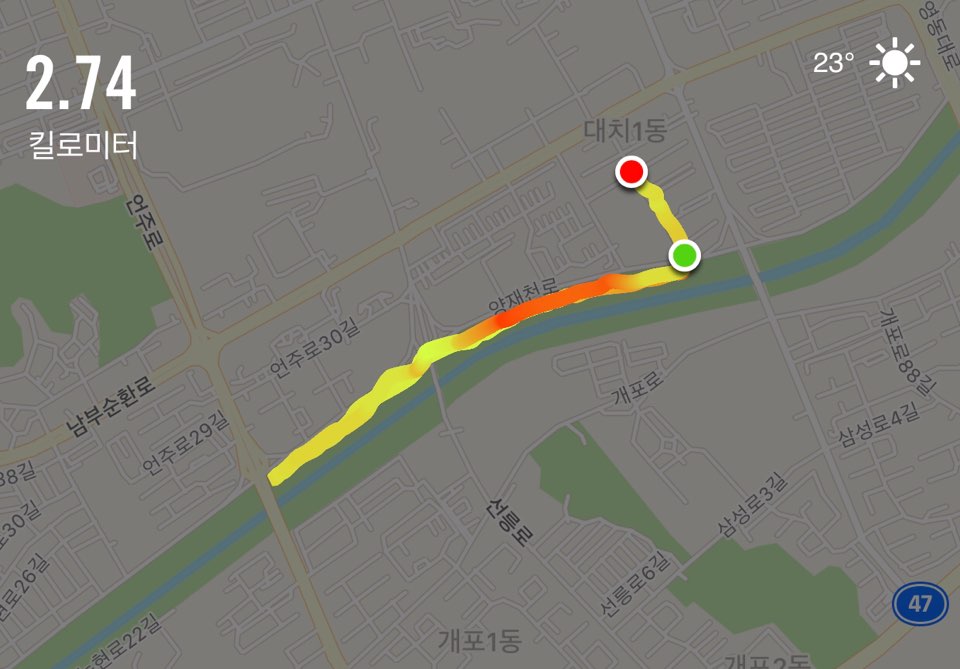 2.74
킬로미터
23°
영동대로
대치1동
언주로
양재천로
언주로30길
개포로88길
남부순환로
개포로
언주로29길
삼성로4길
38길
삼성로3길
선릉로
30길
선릉로6길
현로26길
47
논현로22길
개포1동
개포2동